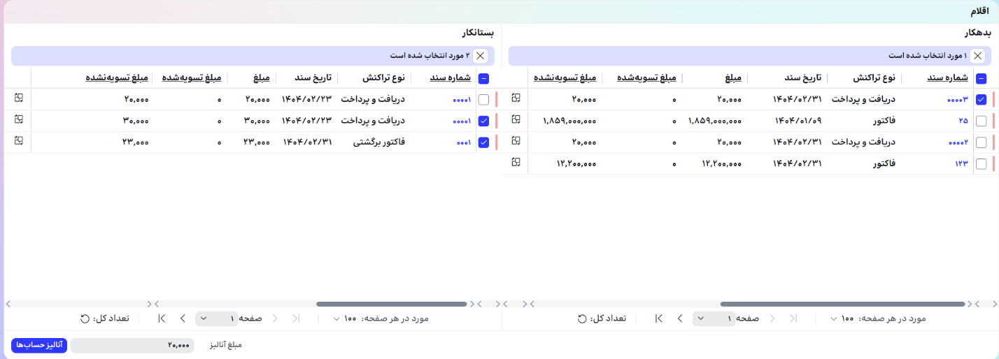 اقلام
بدهکار
۱ مورد انتخاب شده است
شماره سند نوع تراکنش تاریخ سند مبلغ مبلغ تسویه‌شده مبلغ تسویه‌نشده
۰۰۰۰۳ دریافت و پرداخت ۱۴۰۴/۰۲/۳۱ ۲۰,۰۰۰ ۰ ۲۰,۰۰۰
۲۵ فاکتور ۱۴۰۴/۰۱/۰۹ ۱,۸۵۹,۰۰۰,۰۰۰ ۰ ۱,۸۵۹,۰۰۰,۰۰۰
۰۰۰۰۲ دریافت و پرداخت ۱۴۰۴/۰۲/۳۱ ۲۰,۰۰۰ ۰ ۲۰,۰۰۰
۱۲۳ فاکتور ۱۴۰۴/۰۲/۳۱ ۱۲,۲۰۰,۰۰۰ ۰ ۱۲,۲۰۰,۰۰۰
مورد در هر صفحه: ۱۰۰ صفحه ۱ تعداد کل:
بستانکار
۲ مورد انتخاب شده است
شماره سند نوع تراکنش تاریخ سند مبلغ مبلغ تسویه‌شده مبلغ تسویه‌نشده
۰۰۰۰۱ دریافت و پرداخت ۱۴۰۴/۰۲/۲۳ ۲۰,۰۰۰ ۰ ۲۰,۰۰۰
۰۰۰۰۱ دریافت و پرداخت ۱۴۰۴/۰۲/۲۳ ۳۰,۰۰۰ ۰ ۳۰,۰۰۰
۰۰۰۱ فاکتور برگشتی ۱۴۰۴/۰۲/۳۱ ۲۳,۰۰۰ ۰ ۲۳,۰۰۰
مورد در هر صفحه: ۱۰۰ صفحه ۱ تعداد کل:
مبلغ آنالیز ۲۰,۰۰۰ آنالیز حساب‌ها